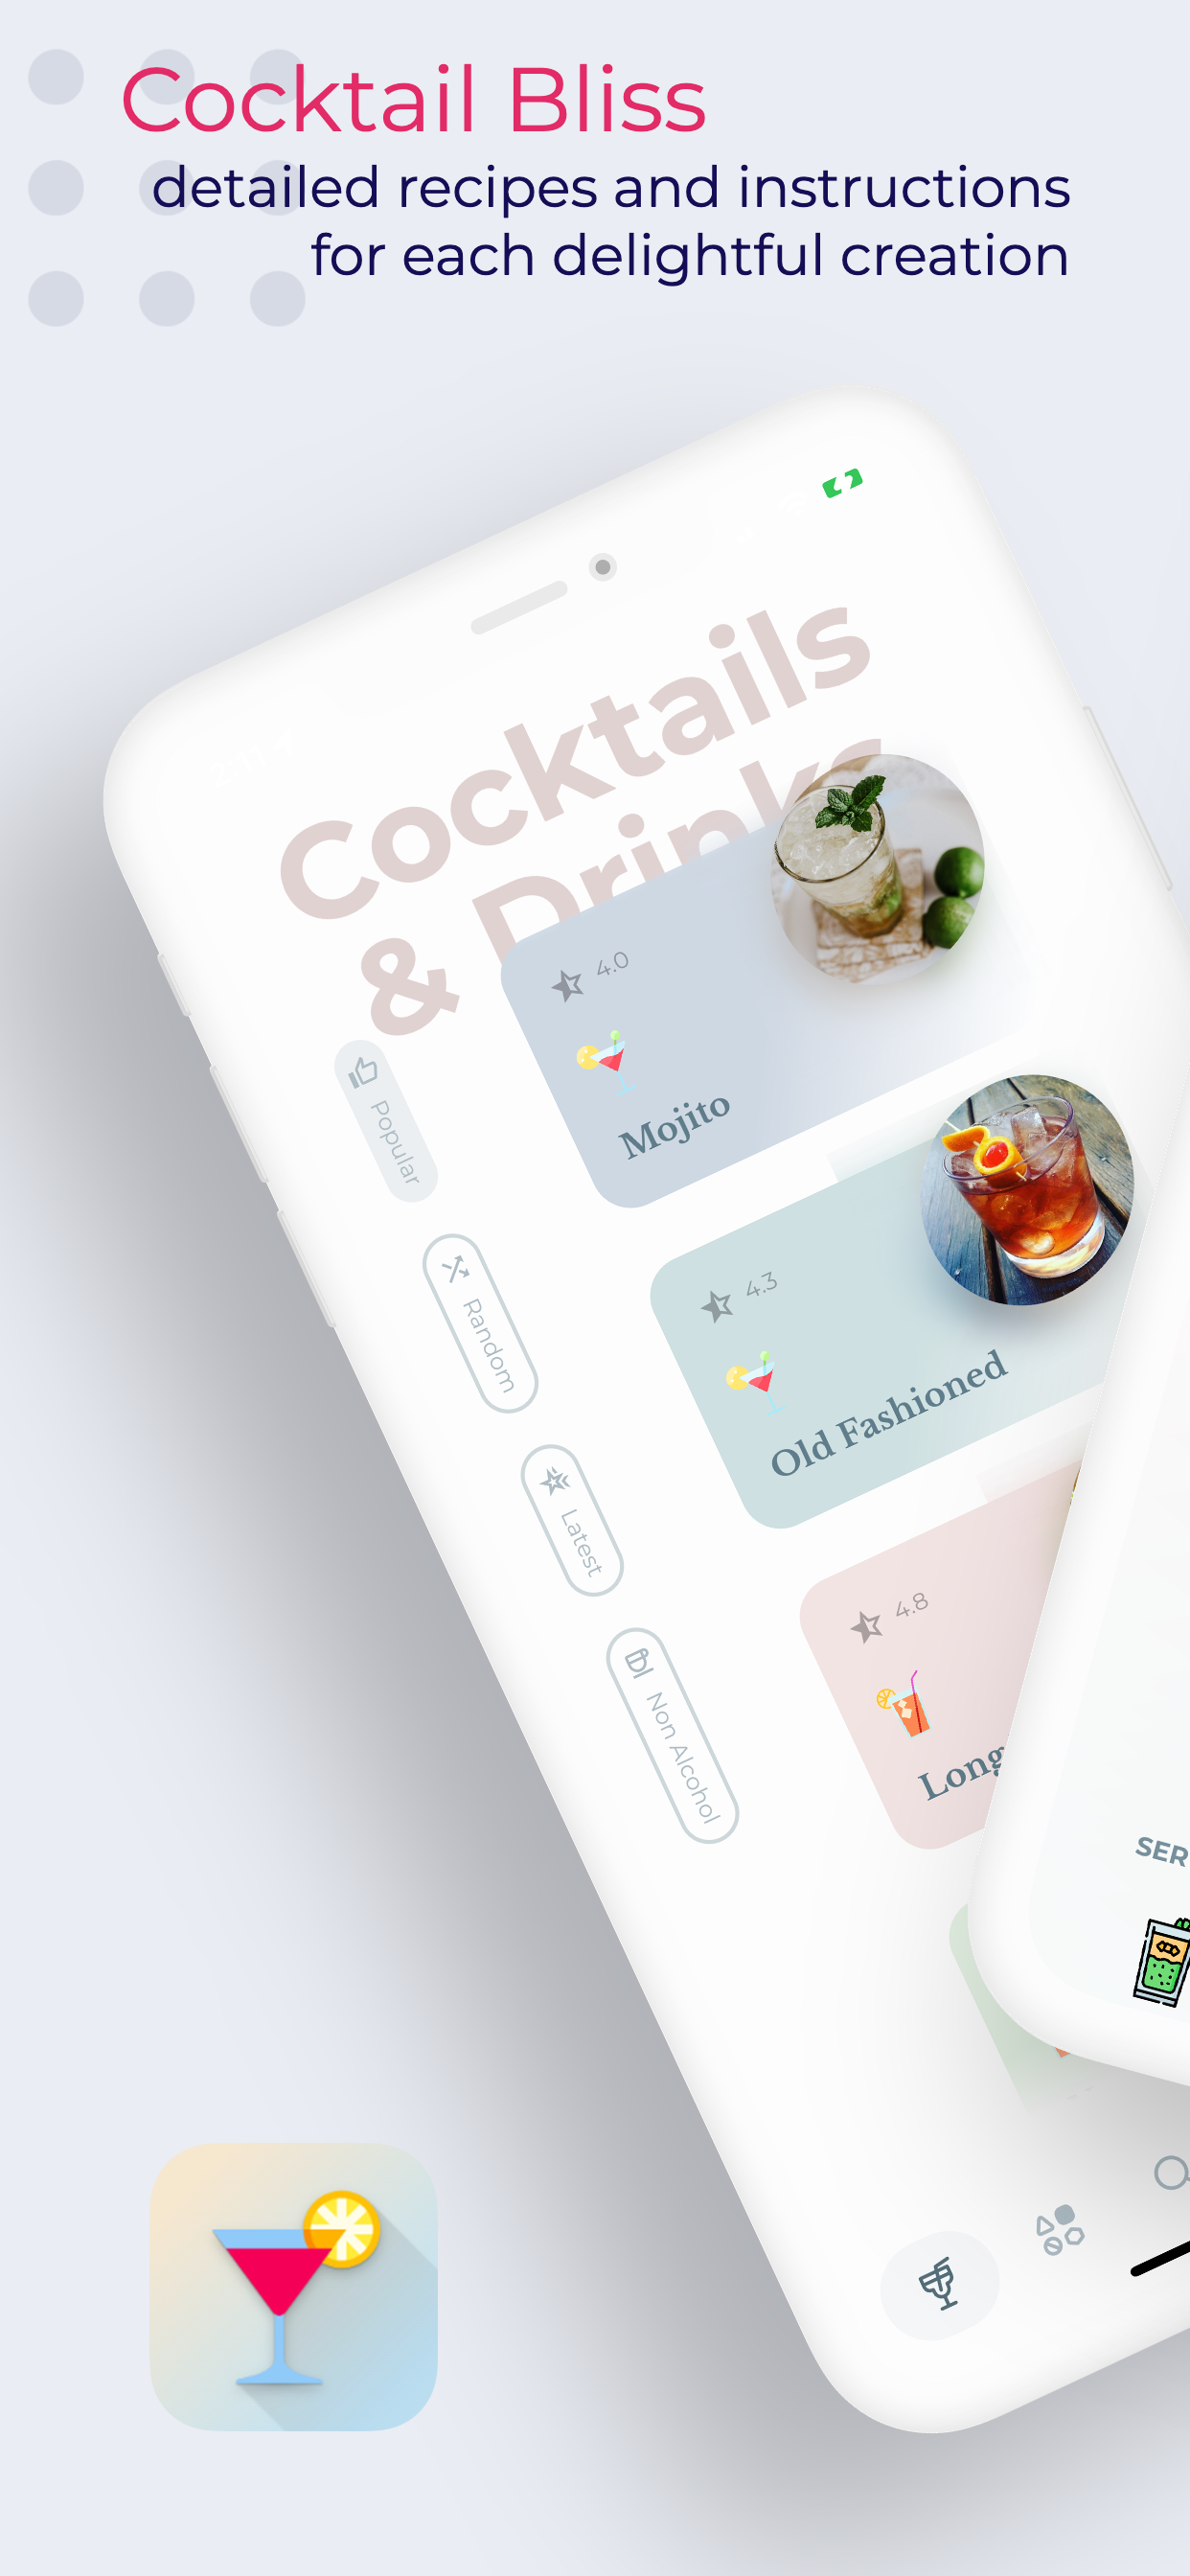 Cocktail Bliss
detailed recipes and instructions
for each delightful creation
Cocktails
& Drinks
4.0
Mojito
Popular
4.3
Old Fashioned
Random
Latest
4.8
Long
Non Alcohol
SER